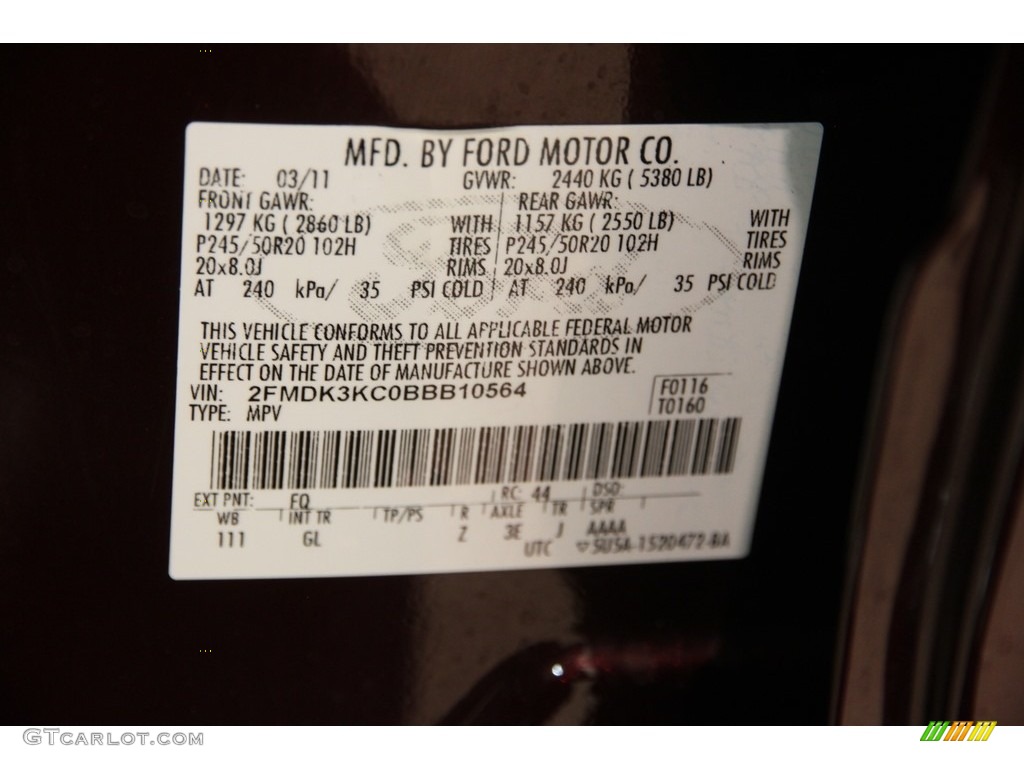 MFD. BY FORD MOTOR CO.
DATE: 03/11 GVWR: 2440 KG ( 5380 LB)
FRONT GAWR: REAR GAWR:
1297 KG ( 2860 LB) WITH 1157 KG ( 2550 LB) WITH
P245/50R20 102H TIRES P245/50R20 102H TIRES
20x8.0J RIMS 20x8.0J RIMS
AT 240 kPa/ 35 PSI COLD AT 240 kPa/ 35 PSI COLD
THIS VEHICLE CONFORMS TO ALL APPLICABLE FEDERAL MOTOR
VEHICLE SAFETY AND THEFT PREVENTION STANDARDS IN
EFFECT ON THE DATE OF MANUFACTURE SHOWN ABOVE.
VIN: 2FMDK3KC0BBB10564 F0116
TYPE: MPV T0160
EXT PNT: FQ RC: 44 DSO:
WB INT TR TP/PS R AXLE TR SPR
111 GL Z 3E J AAAA
UTC 5U5A-1520472-BA
GTCarlot.com